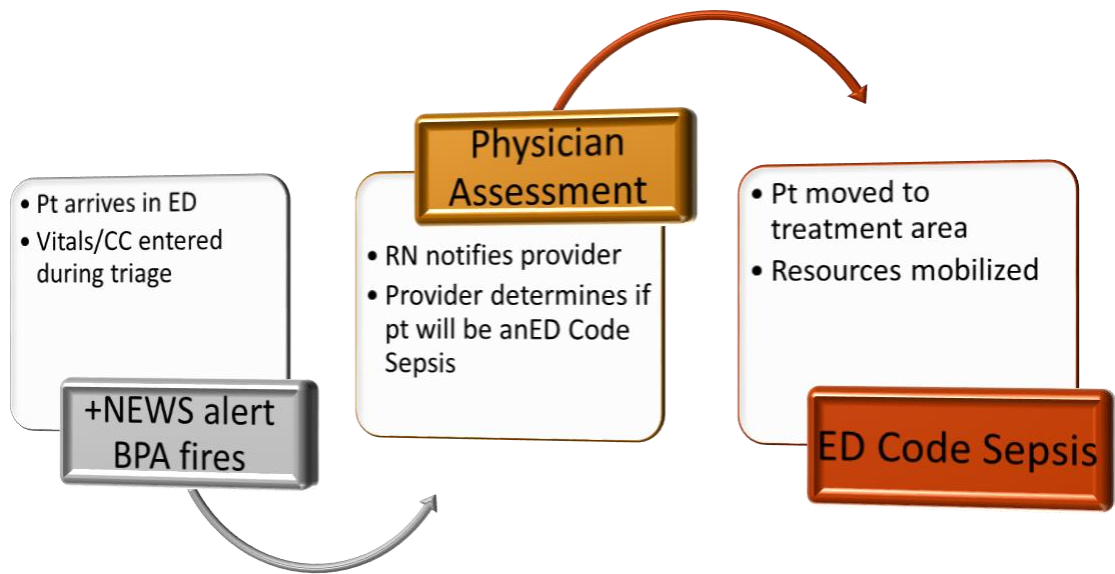 • Pt arrives in ED
• Vitals/CC entered
during triage
+NEWS alert
BPA fires
Physician
Assessment
• RN notifies provider
• Provider determines if
pt will be anED Code
Sepsis
• Pt moved to
treatment area
• Resources mobilized
ED Code Sepsis